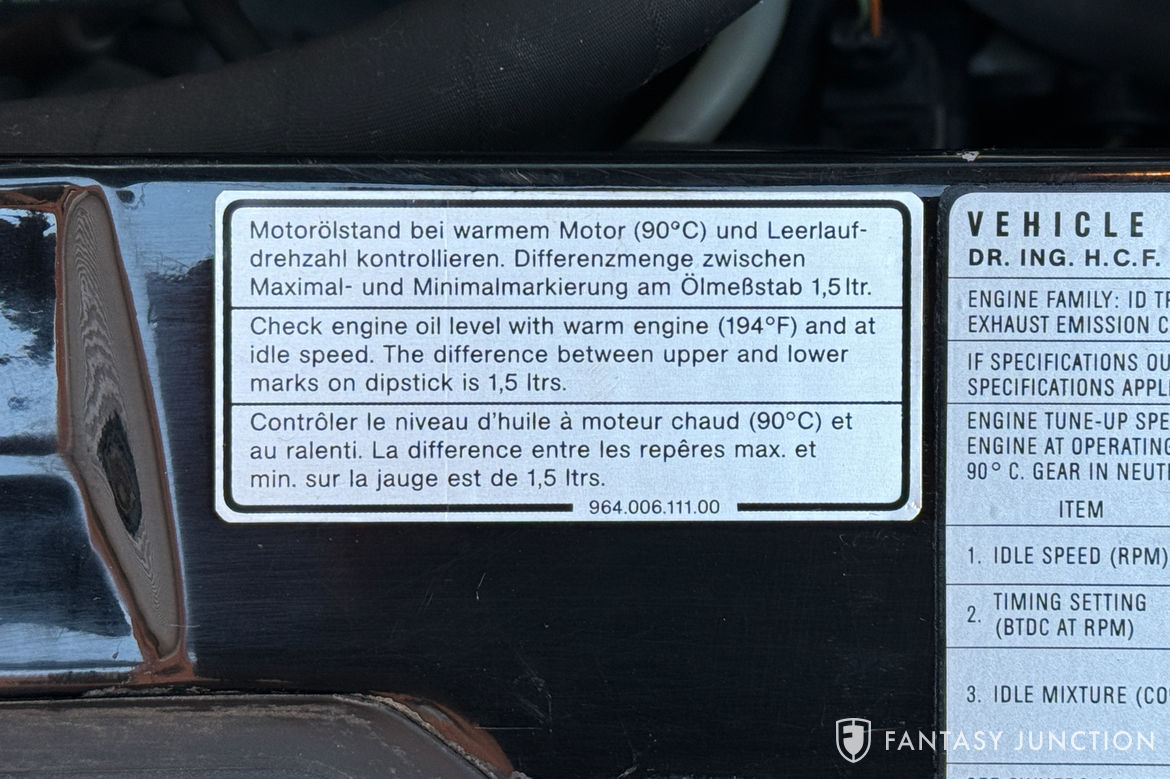 Motorölstand bei warmem Motor (90°C) und Leerlauf-
drehzahl kontrollieren. Differenzmenge zwischen
Maximal- und Minimalmarkierung am Ölmeßstab 1,5 ltr.
Check engine oil level with warm engine (194°F) and at
idle speed. The difference between upper and lower
marks on dipstick is 1,5 ltrs.
Contrôler le niveau d'huile à moteur chaud (90°C) et
au ralenti. La difference entre les repêres max. et
min. sur la jauge est de 1,5 ltrs.
964.006.111.00
VEHICLE
DR. ING. H.C.F.
ENGINE FAMILY: ID
EXHAUST EMISSION
IF SPECIFICATIONS
SPECIFICATIONS
ENGINE TUNE-UP
ENGINE AT OPERATING
90° C. GEAR IN
ITEM
1. IDLE SPEED (RPM)
2. TIMING SETTING
(BTDC AT RPM)
3. IDLE MIXTURE
FANTASY JUNCTION